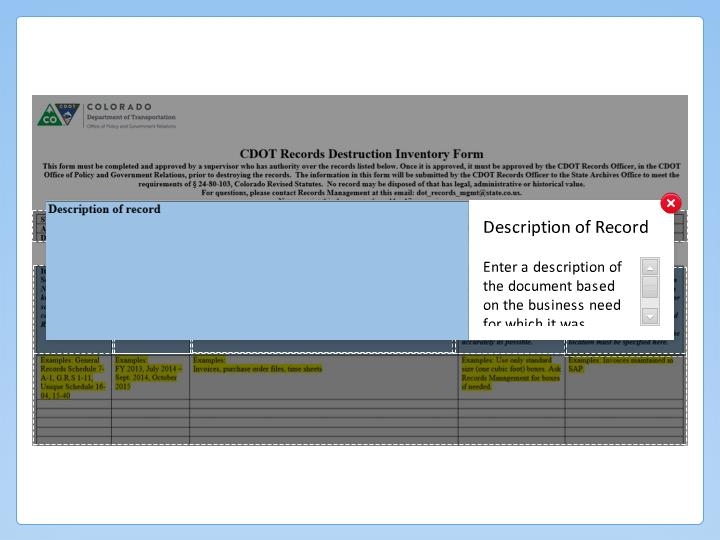 COLORADO
CDOT
CO
Department of Transportation
Office of Policy and Government Relations
CDOT Records Destruction Inventory Form
This form must be completed and approved by a supervisor who has authority over the records listed below. Once it is approved, it must be approved by the CDOT Records Officer, in the CDOT
Office of Policy and Government Relations, prior to destroying the records. The information in this form will be submitted by the CDOT Records Officer to the State Archives Office to meet the
requirements of § 24-80-103, Colorado Revised Statutes. No record may be disposed of that has legal, administrative or historical value.
For questions, please contact Records Management at this email: dot_records_mgmt@state.co.us.
Description of record
Description of Record
Enter a description of
the document based
on the business need
for which it was
accurately as possible.
location must be specified here.
Examples: General
Records Schedule 7-
A-1, G.R.S 1-11,
Unique Schedule 16-
04, 15-40
Examples:
FY 2013, July 2014 –
Sept. 2014, October
2015
Examples:
Invoices, purchase order files, time sheets
Examples: Use only standard
size (one cubic foot) boxes. Ask
Records Management for boxes
if needed.
Examples: Invoices maintained in
SAP.